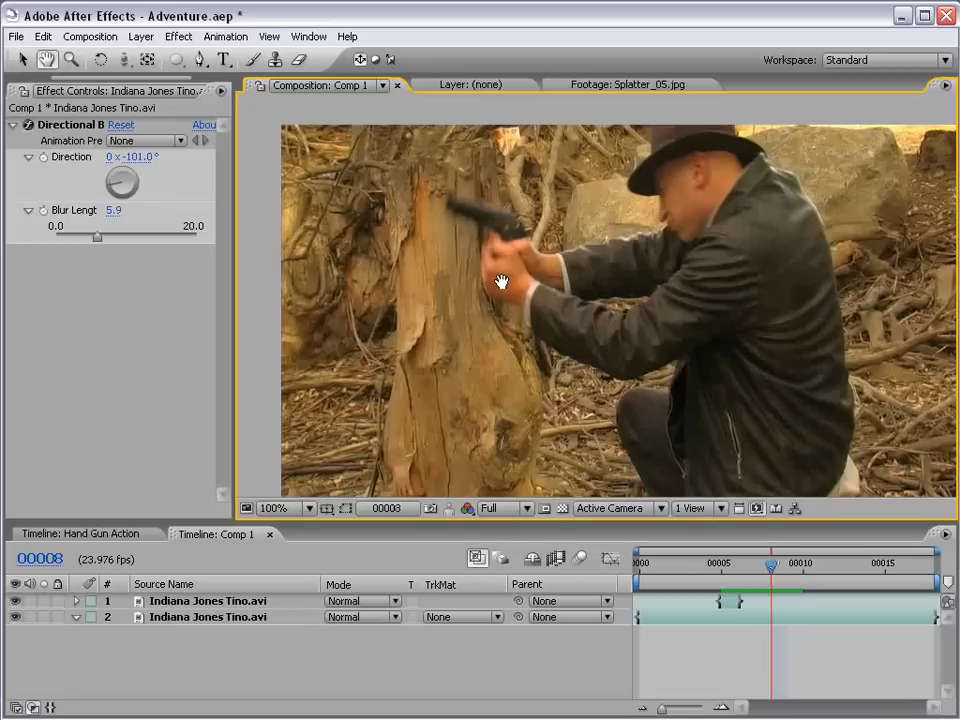 Adobe After Effects - Adventure.aep *
File Edit Composition Layer Effect Animation View Window Help
Workspace: Standard
Effect Controls: Indiana Jones Tino.
Composition: Comp 1
Layer: (none)
Footage: Splatter_05.jpg
Comp 1 * Indiana Jones Tino.avi
Directional B Reset Abou
Animation Pre None
Direction 0 x -101.0°
Blur Lengt 5.9
0.0 20.0
100% 00008 Full Active Camera 1 View
Timeline: Hand Gun Action Timeline: Comp 1
00008 (23.976 fps)
0000 00005 00010 00015
# Source Name Mode T TrkMat Parent
1 Indiana Jones Tino.avi Normal None
2 Indiana Jones Tino.avi Normal None None